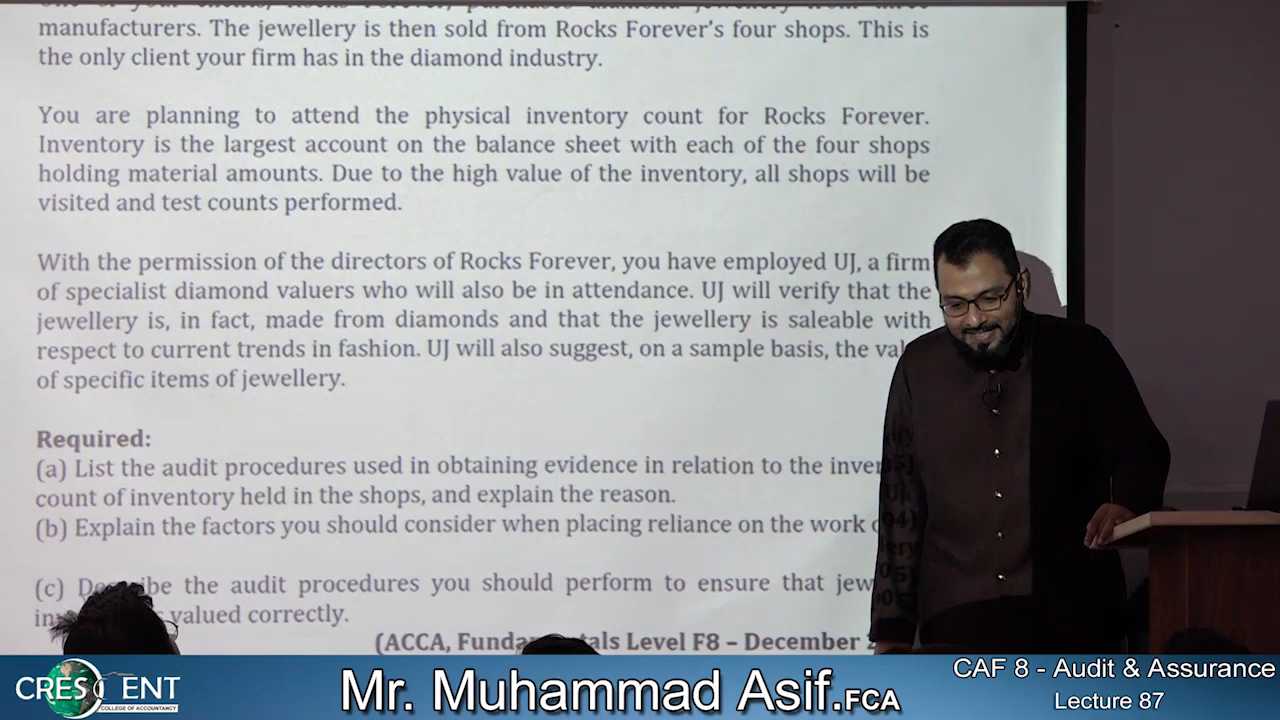 manufacturers. The jewellery is then sold from Rocks Forever's four shops. This is
the only client your firm has in the diamond industry.
You are planning to attend the physical inventory count for Rocks Forever.
Inventory is the largest account on the balance sheet with each of the four shops
holding material amounts. Due to the high value of the inventory, all shops will be
visited and test counts performed.
With the permission of the directors of Rocks Forever, you have employed UJ, a firm
of specialist diamond valuers who will also be in attendance. UJ will verify that the
jewellery is, in fact, made from diamonds and that the jewellery is saleable with
respect to current trends in fashion. UJ will also suggest, on a sample basis, the
of specific items of jewellery.
Required:
(a) List the audit procedures used in obtaining evidence in relation to the
count of inventory held in the shops, and explain the reason.
(b) Explain the factors you should consider when placing reliance on the work
(c) the audit procedures you should perform to ensure that
valued correctly.
(ACCA, Level F8 – December
CRESCENT
COLLEGE OF ACCOUNTANCY
Mr. Muhammad Asif.FCA
CAF 8 - Audit & Assurance
Lecture 87